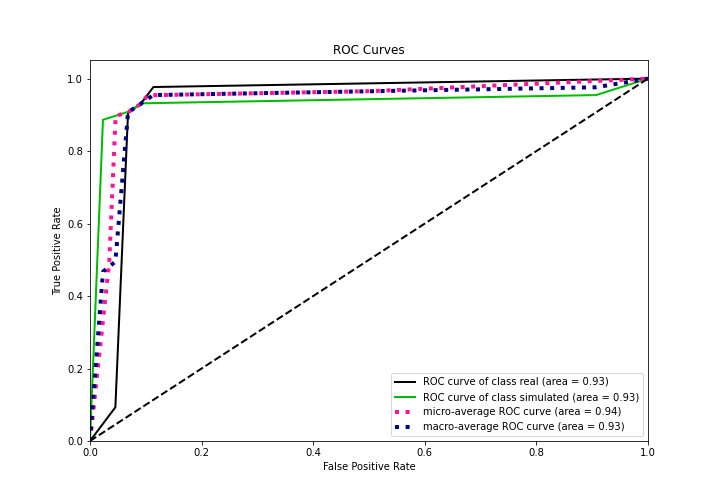 ROC Curves
True Positive Rate
1.0
0.8
0.6
0.4
0.2
0.0
0.0 0.2 0.4 0.6 0.8 1.0
False Positive Rate
ROC curve of class real (area = 0.93)
ROC curve of class simulated (area = 0.93)
micro-average ROC curve (area = 0.94)
macro-average ROC curve (area = 0.93)